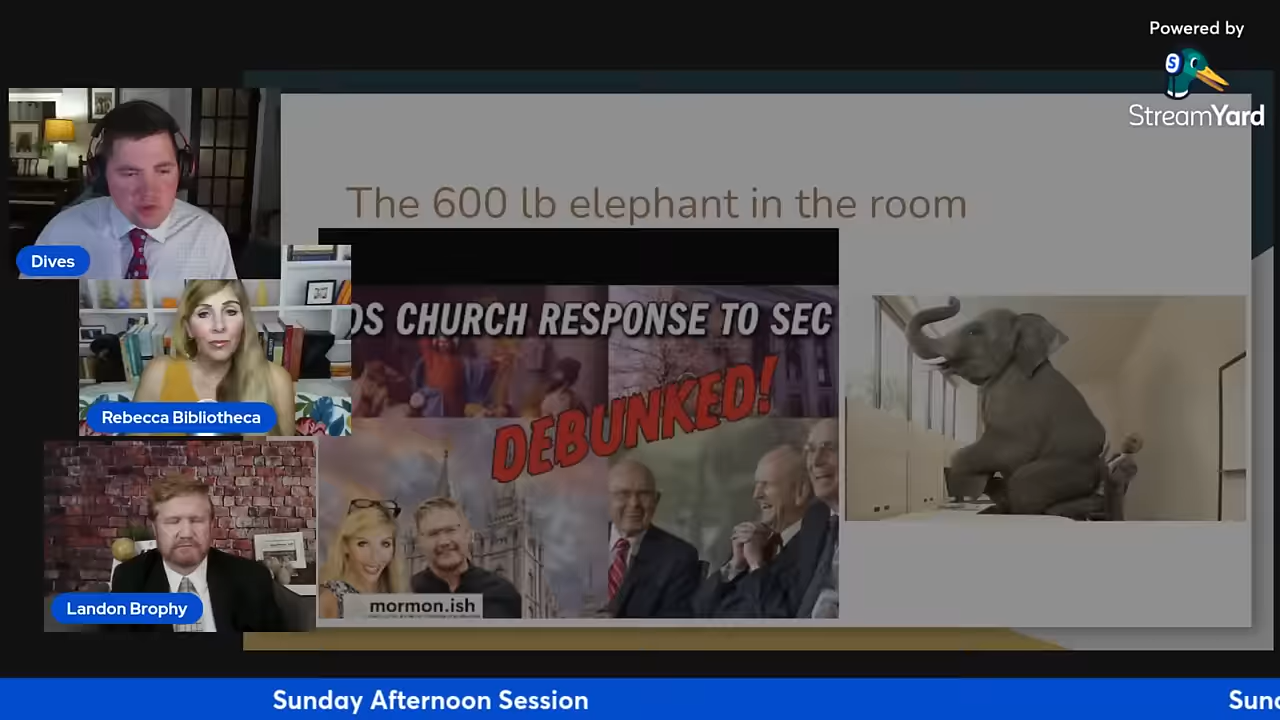 Powered by
StreamYard
The 600 lb elephant in the room
DS CHURCH RESPONSE TO SEC
DEBUNKED!
mormon.ish
Dives
Rebecca Bibliotheca
Landon Brophy
Sunday Afternoon Session
Sund